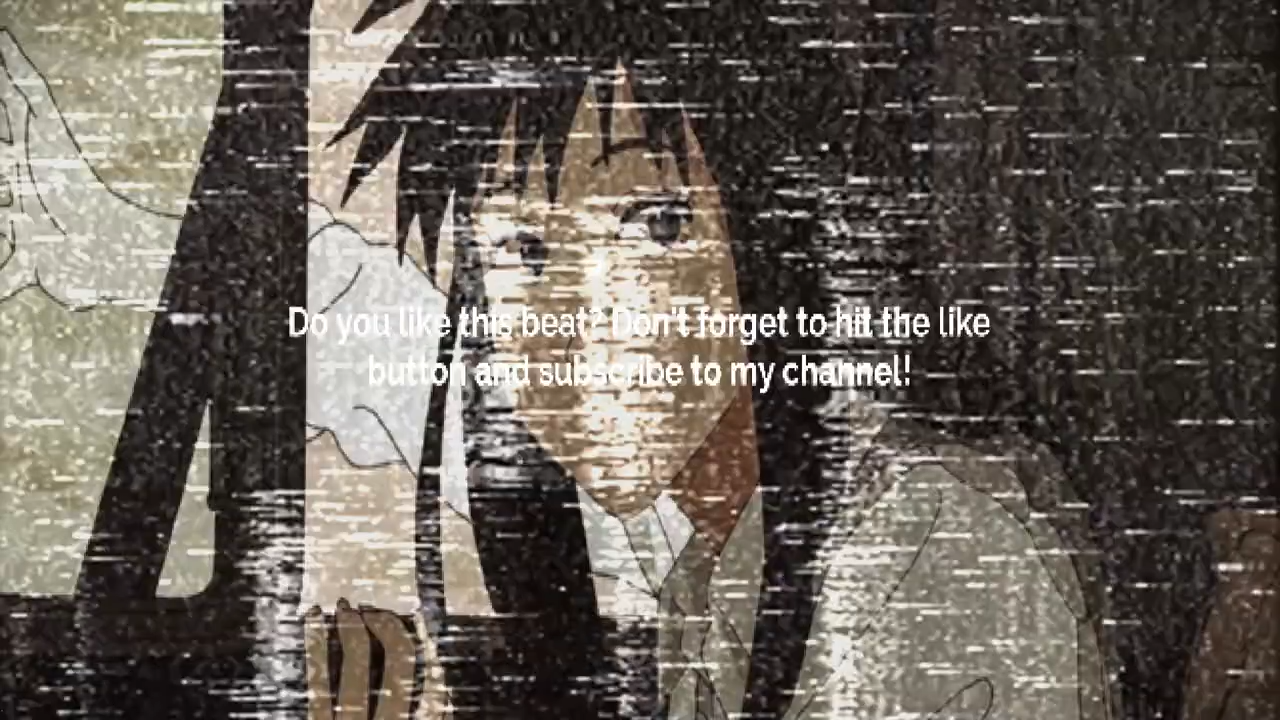 Do you like this beat? Don't forget to hit the like
button and subscribe to my channel!